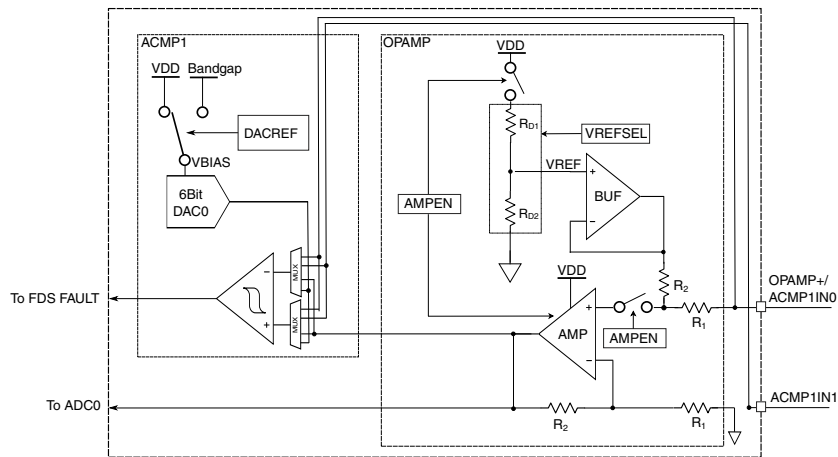 ACMP1
OPAMP
VDD
Bandgap
VDD
DACREF
VBIAS
6Bit
DAC0
RD1
VREFSEL
VREF
+
BUF
−
AMPEN
RD2
MUX
−
VDD
R2
OPAMP+/
ACMP1IN0
To FDS FAULT
+
MUX
+
AMP
−
AMPEN
R1
To ADC0
R2
R1
ACMP1IN1